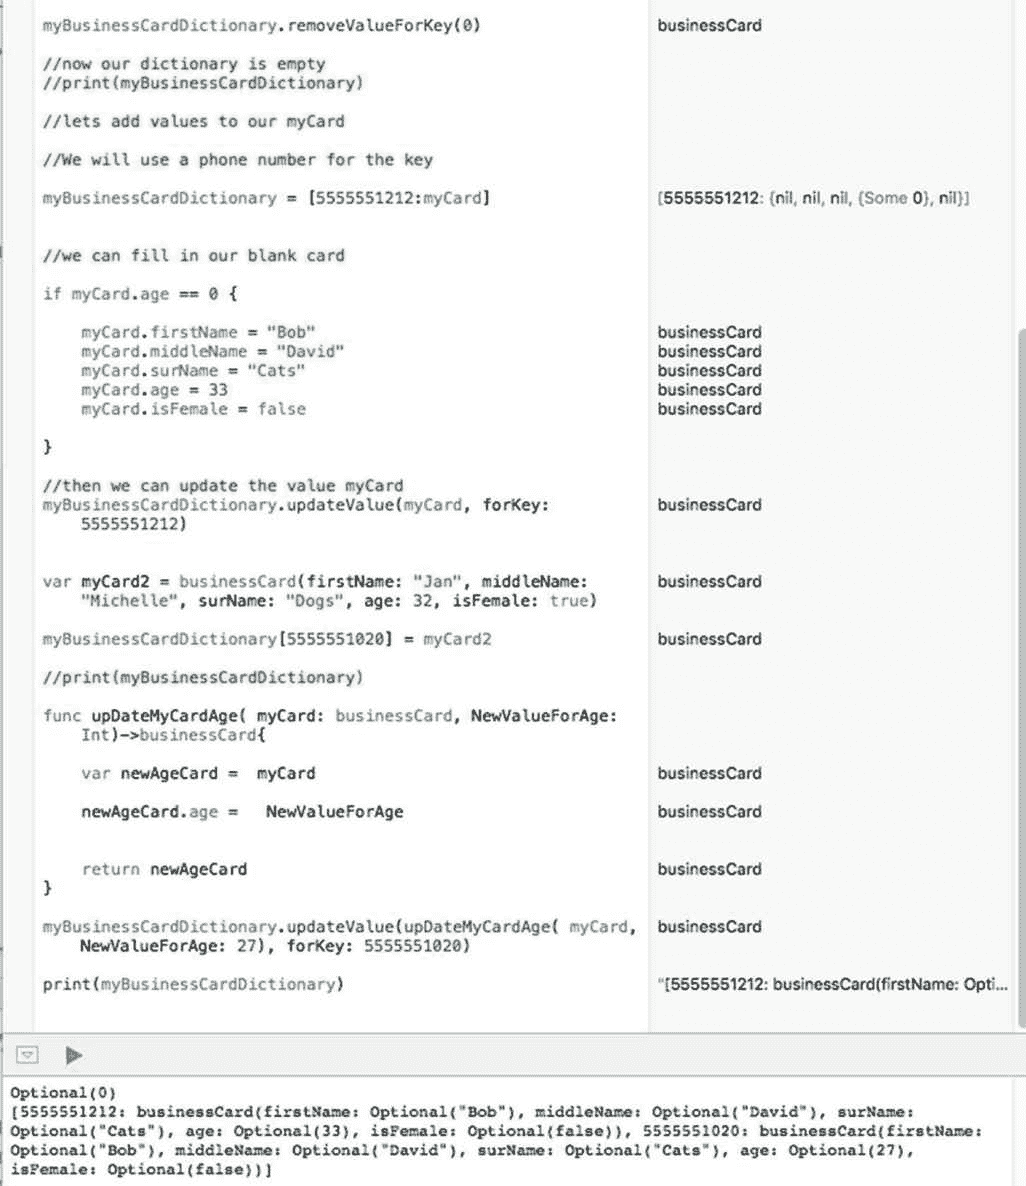 myBusinessCardDictionary.removeValueForKey(0) businessCard
//now our dictionary is empty
//print(myBusinessCardDictionary)
//lets add values to our myCard
//We will use a phone number for the key
myBusinessCardDictionary = [5555551212:myCard] [5555551212: {nil, nil, nil, {Some 0}, nil}]
//we can fill in our blank card
if myCard.age == 0 {
myCard.firstName = "Bob" businessCard
myCard.middleName = "David" businessCard
myCard.surName = "Cats" businessCard
myCard.age = 33 businessCard
myCard.isFemale = false businessCard
}
//then we can update the value myCard
myBusinessCardDictionary.updateValue(myCard, forKey: businessCard
5555551212)
var myCard2 = businessCard(firstName: "Jan", middleName: businessCard
"Michelle", surName: "Dogs", age: 32, isFemale: true)
myBusinessCardDictionary[5555551020] = myCard2 businessCard
//print(myBusinessCardDictionary)
func upDateMyCardAge( myCard: businessCard, NewValueForAge:
Int)->businessCard{
var newAgeCard =  myCard businessCard
newAgeCard.age =   NewValueForAge businessCard
return newAgeCard businessCard
}
myBusinessCardDictionary.updateValue(upDateMyCardAge( myCard, businessCard
NewValueForAge: 27), forKey: 5555551020)
print(myBusinessCardDictionary) "[5555551212: businessCard(firstName: Opti...
Optional(0)
[5555551212: businessCard(firstName: Optional("Bob"), middleName: Optional("David"), surName:
Optional("Cats"), age: Optional(33), isFemale: Optional(false)), 5555551020: businessCard(firstName:
Optional("Bob"), middleName: Optional("David"), surName: Optional("Cats"), age: Optional(27),
isFemale: Optional(false))]